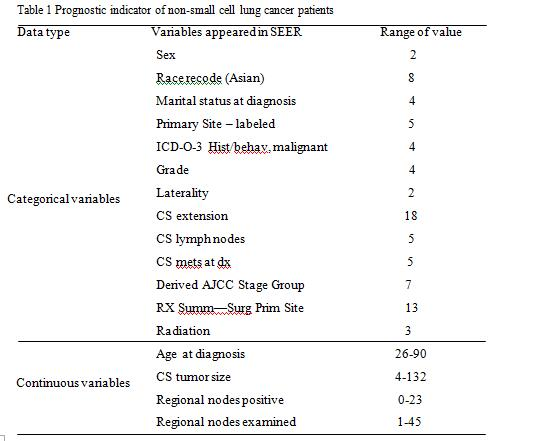 Table 1 Prognostic indicator of non-small cell lung cancer patients
Data type Variables appeared in SEER Range of value
Sex 2
Race recode (Asian) 8
Marital status at diagnosis 4
Primary Site – labeled 5
ICD-O-3 Hist/behav, malignant 4
Grade 4
Laterality 2
Categorical variables
CS extension 18
CS lymph nodes 5
CS mets at dx 5
Derived AJCC Stage Group 7
RX Summ—Surg Prim Site 13
Radiation 3
Age at diagnosis 26-90
Continuous variables
CS tumor size 4-132
Regional nodes positive 0-23
Regional nodes examined 1-45